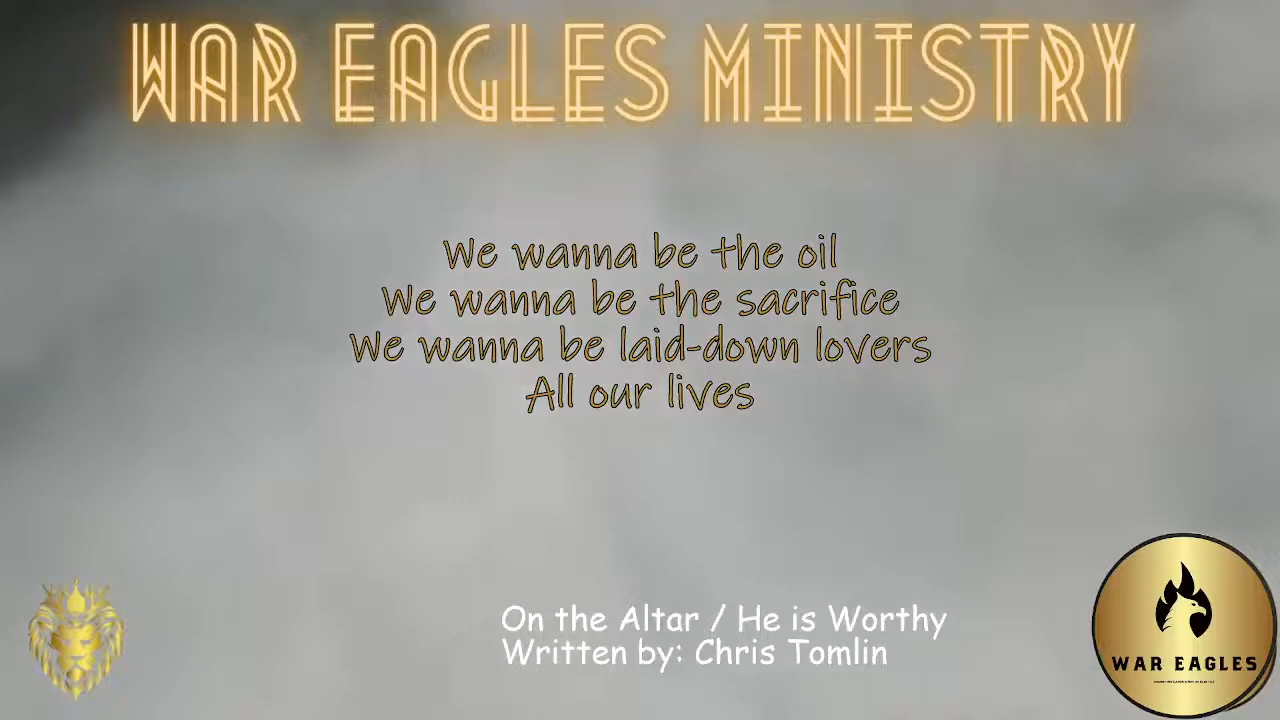 WAR EAGLES MINISTRY
We wanna be the oil
We wanna be the sacrifice
We wanna be laid-down lovers
All our lives
On the Altar / He is Worthy
Written by: Chris Tomlin
WAR EAGLES